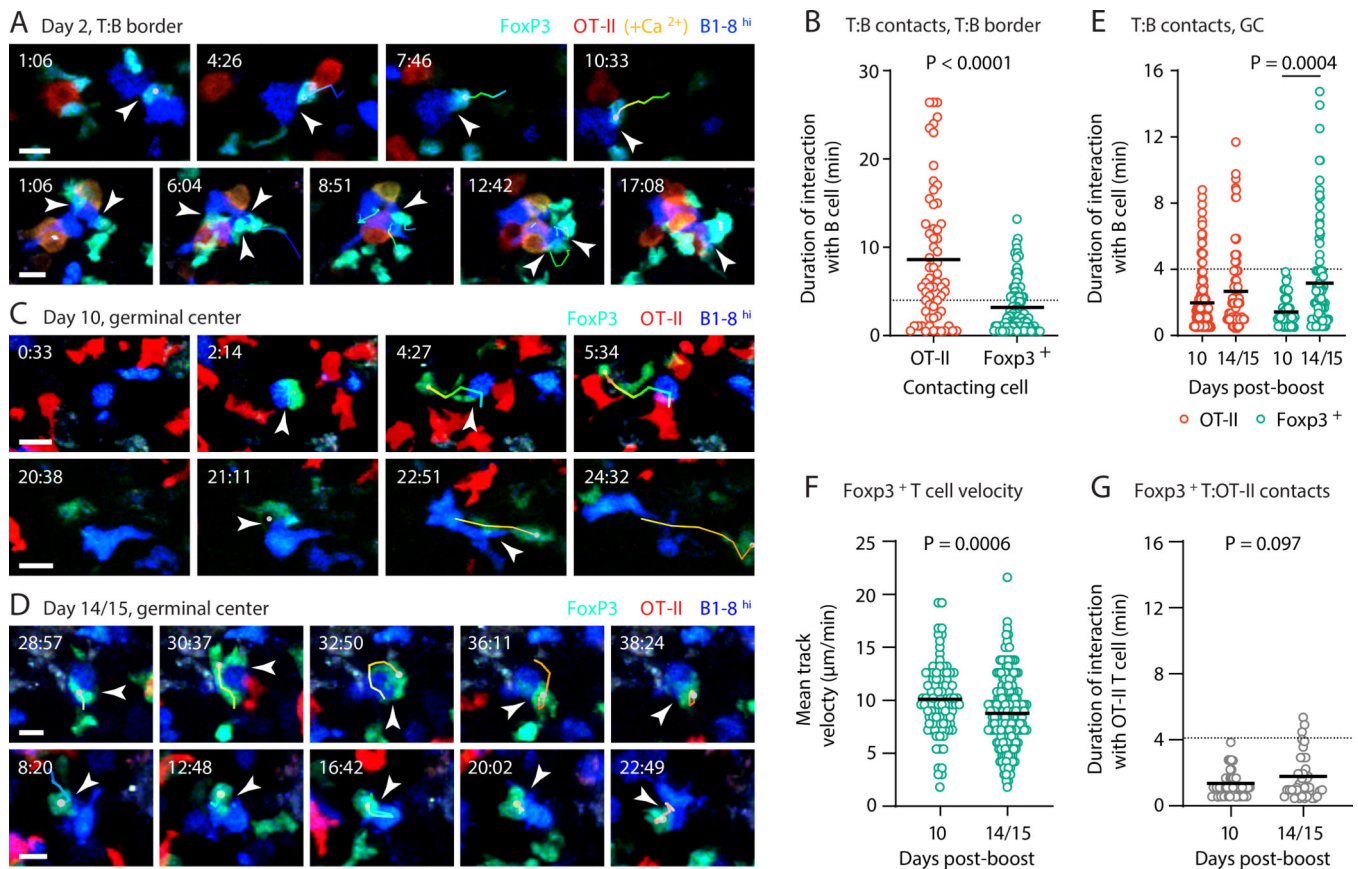 A Day 2, T:B border FoxP3 OT-II (+Ca 2+) B1-8 hi
1:06 4:26 7:46 10:33
1:06 6:04 8:51 12:42 17:08
C Day 10, germinal center FoxP3 OT-II B1-8 hi
0:33 2:14 4:27 5:34
20:38 21:11 22:51 24:32
D Day 14/15, germinal center FoxP3 OT-II B1-8 hi
28:57 30:37 32:50 36:11 38:24
8:20 12:48 16:42 20:02 22:49
B T:B contacts, T:B border
P < 0.0001
Duration of interaction
with B cell (min)
30
20
10
0
OT-II Foxp3 +
Contacting cell
E T:B contacts, GC
P = 0.0004
Duration of interaction
with B cell (min)
16
12
8
4
0
10 14/15 10 14/15
Days post-boost
OT-II Foxp3 +
F Foxp3 + T cell velocity
P = 0.0006
Mean track
velocty (µm/min)
25
20
15
10
5
0
10 14/15
Days post-boost
G Foxp3 + T:OT-II contacts
P = 0.097
Duration of interaction
with OT-II T cell (min)
16
12
8
4
0
10 14/15
Days post-boost